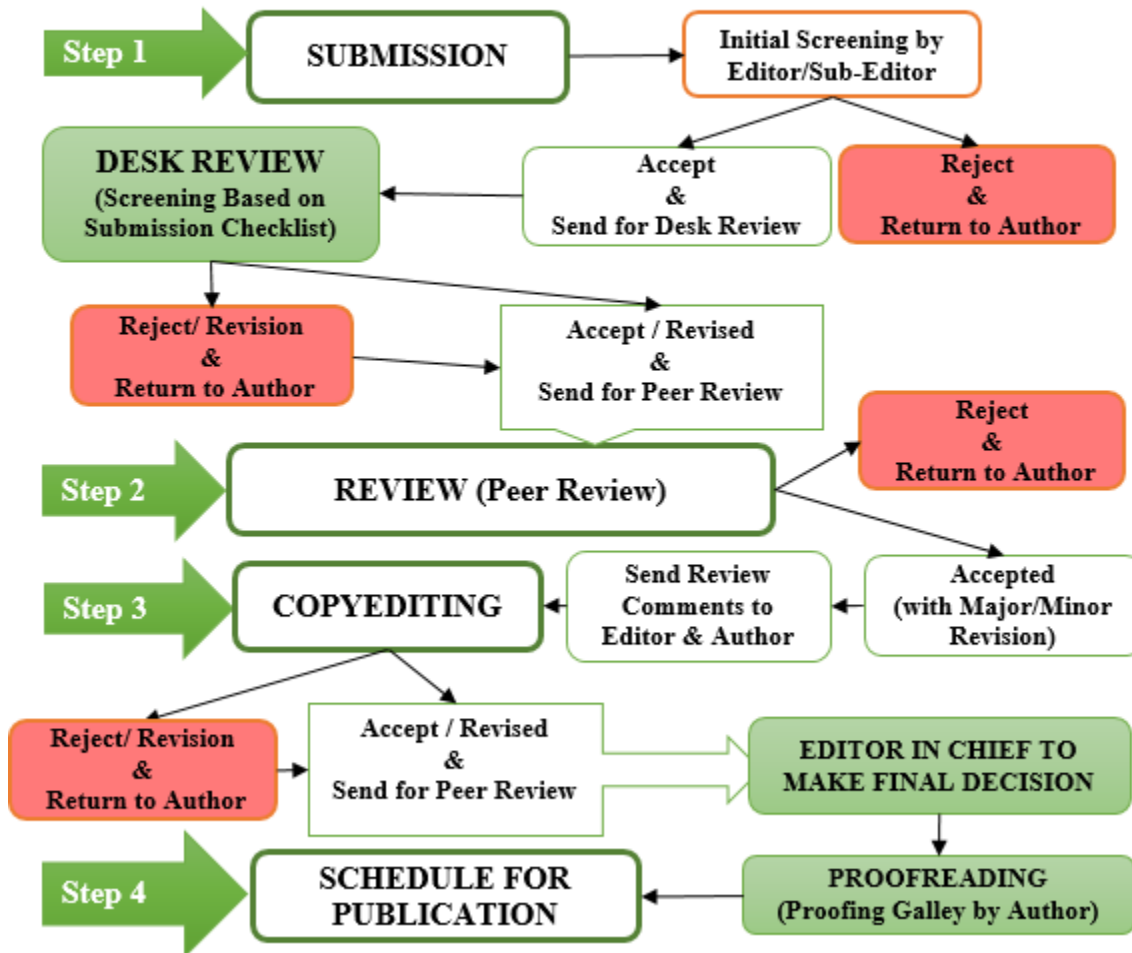 Step 1
SUBMISSION
Initial Screening by
Editor/Sub-Editor
DESK REVIEW
(Screening Based on
Submission Checklist)
Accept
&
Send for Desk Review
Reject
&
Return to Author
Reject/ Revision
&
Return to Author
Accept / Revised
&
Send for Peer Review
Reject
&
Return to Author
Step 2
REVIEW (Peer Review)
Step 3
COPYEDITING
Send Review
Comments to
Editor & Author
Accepted
(with Major/Minor
Revision)
Reject/ Revision
&
Return to Author
Accept / Revised
&
Send for Peer Review
EDITOR IN CHIEF TO
MAKE FINAL DECISION
Step 4
SCHEDULE FOR
PUBLICATION
PROOFREADING
(Proofing Galley by Author)